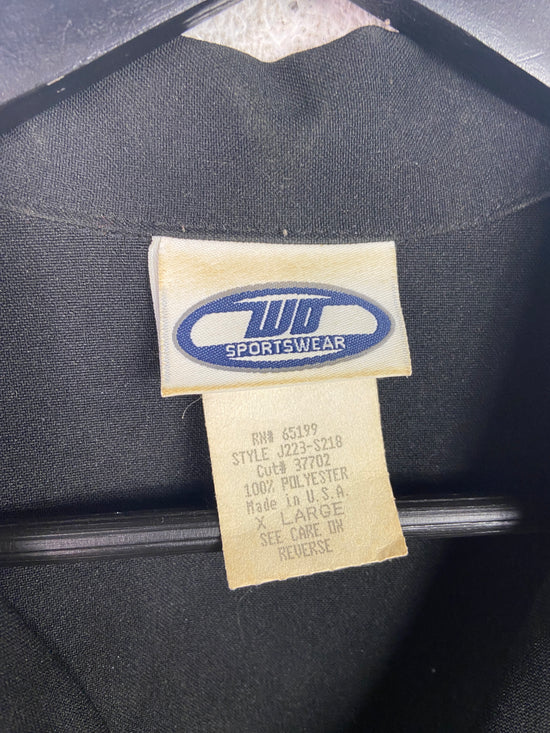 WD
SPORTSWEAR
RN# 65199
STYLE J223-S218
Cut# 37702
100% POLYESTER
Made in U.S.A.
X LARGE
SEE CARE ON
REVERSE